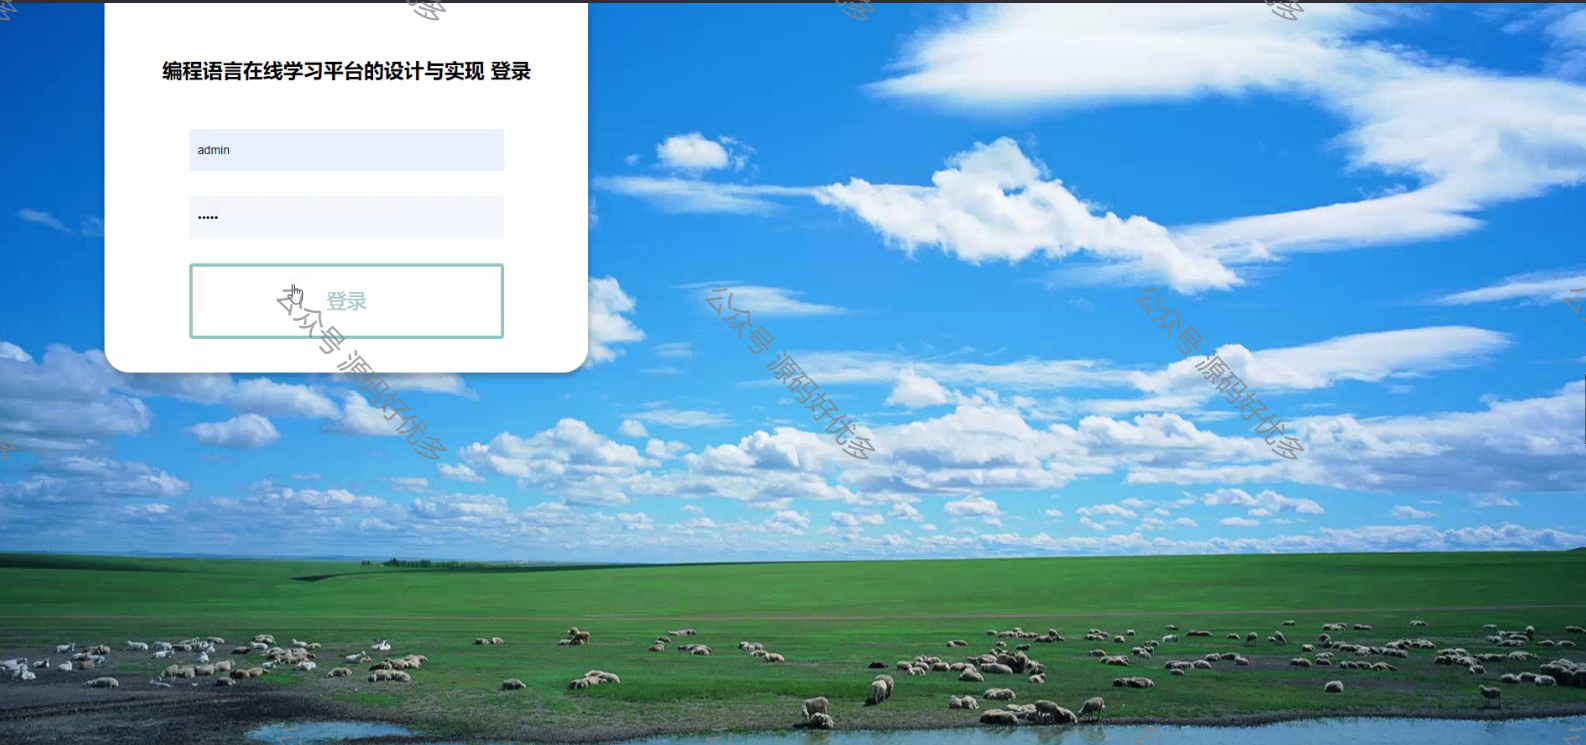 编程语言在线学习平台的设计与实现 登录
admin
•••••
登录
公众号 源码好优多
公众号 源码好优多
公众号 源码好优多